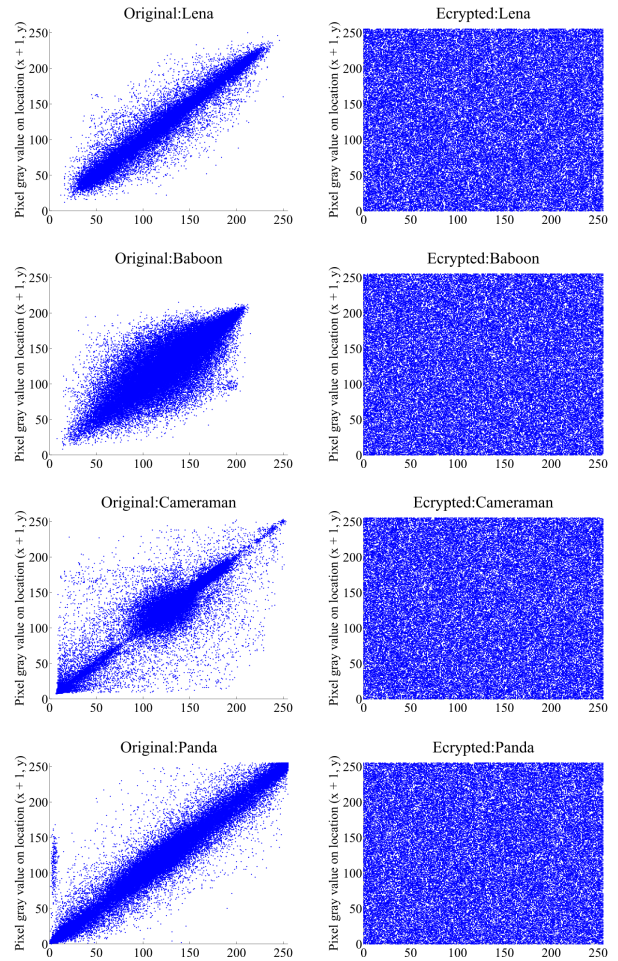 Original:Lena
Pixel gray value on location (x + 1, y)
250
200
150
100
50
0
0 50 100 150 200 250
Ecrypted:Lena
Pixel gray value on location (x + 1, y)
250
200
150
100
50
0
0 50 100 150 200 250
Original:Baboon
Pixel gray value on location (x + 1, y)
250
200
150
100
50
0
0 50 100 150 200 250
Ecrypted:Baboon
Pixel gray value on location (x + 1, y)
250
200
150
100
50
0
0 50 100 150 200 250
Original:Cameraman
Pixel gray value on location (x + 1, y)
250
200
150
100
50
0
0 50 100 150 200 250
Ecrypted:Cameraman
Pixel gray value on location (x + 1, y)
250
200
150
100
50
0
0 50 100 150 200 250
Original:Panda
Pixel gray value on location (x + 1, y)
250
200
150
100
50
0
0 50 100 150 200 250
Ecrypted:Panda
Pixel gray value on location (x + 1, y)
250
200
150
100
50
0
0 50 100 150 200 250